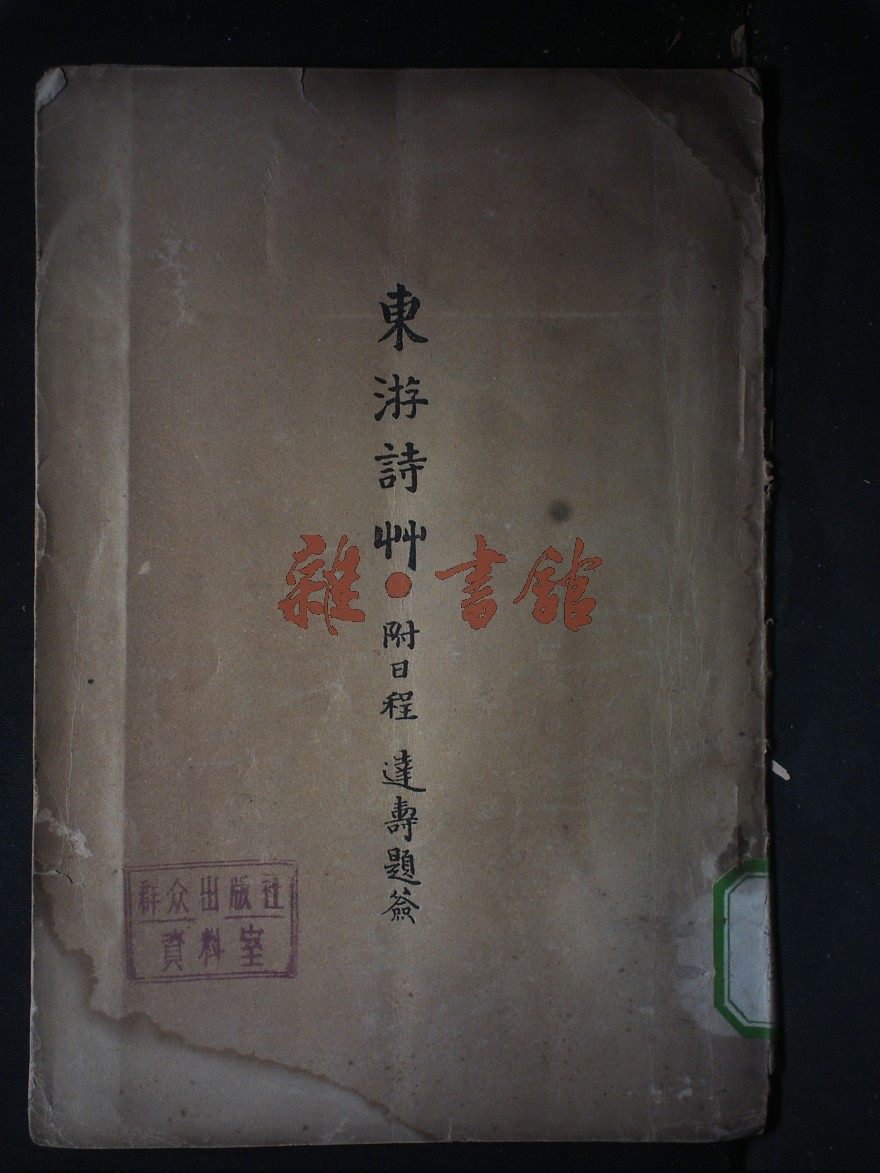 東游詩艸 附日程 達壽題簽
雜·書館
群众出版社
資料室